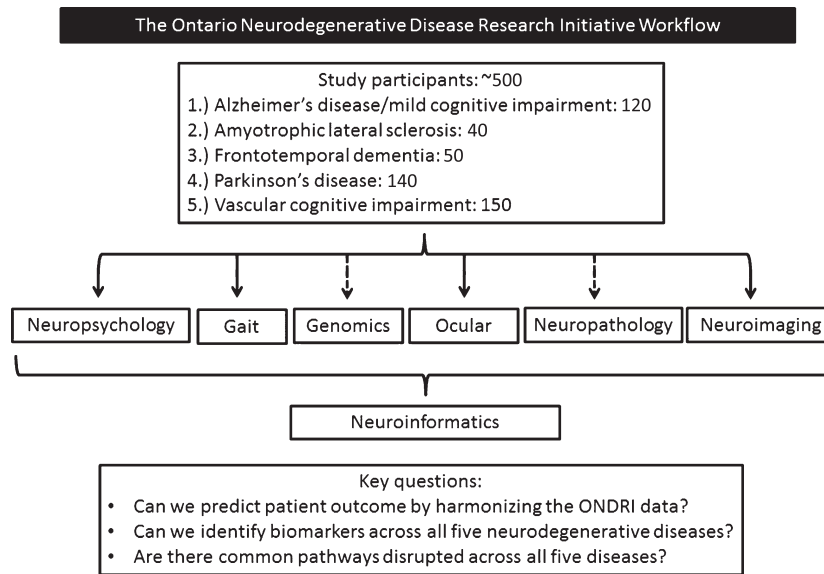 The Ontario Neurodegenerative Disease Research Initiative Workflow
Study participants: ~500
1.) Alzheimer's disease/mild cognitive impairment: 120
2.) Amyotrophic lateral sclerosis: 40
3.) Frontotemporal dementia: 50
4.) Parkinson's disease: 140
5.) Vascular cognitive impairment: 150
Neuropsychology
Gait
Genomics
Ocular
Neuropathology
Neuroimaging
Neuroinformatics
Key questions:
• Can we predict patient outcome by harmonizing the ONDRI data?
• Can we identify biomarkers across all five neurodegenerative diseases?
• Are there common pathways disrupted across all five diseases?